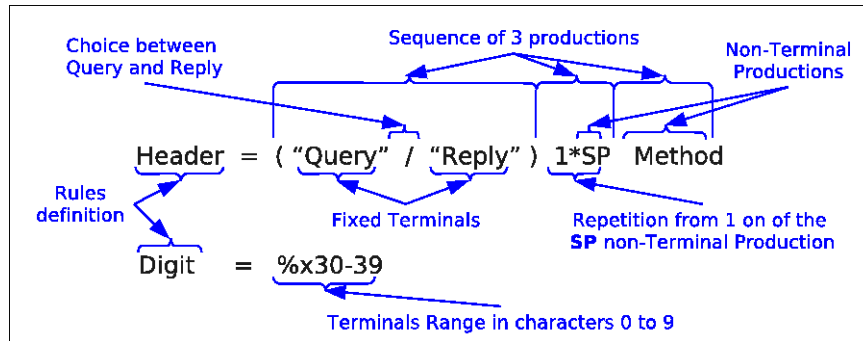 Choice between
Query and Reply
Sequence of 3 productions
Non-Terminal
Productions
Header = ( “Query” / “Reply” ) 1*SP Method
Rules
definition
Fixed Terminals
Repetition from 1 on of the
SP non-Terminal Production
Digit = %x30-39
Terminals Range in characters 0 to 9